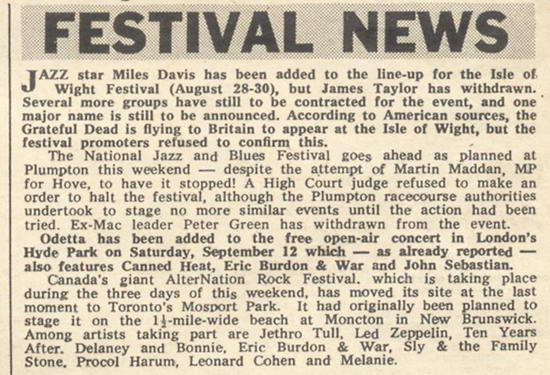 FESTIVAL NEWS
JAZZ star Miles Davis has been added to the line-up for the Isle of
Wight Festival (August 28-30), but James Taylor has withdrawn.
Several more groups have still to be contracted for the event, and one
major name is still to be announced. According to American sources, the
Grateful Dead is flying to Britain to appear at the Isle of Wight, but the
festival promoters refused to confirm this.
The National Jazz and Blues Festival goes ahead as planned at
Plumpton this weekend — despite the attempt of Martin Maddan, MP
for Hove, to have it stopped! A High Court judge refused to make an
order to halt the festival, although the Plumpton racecourse authorities
undertook to stage no more similar events until the action had been
tried. Ex-Mac leader Peter Green has withdrawn from the event.
Odetta has been added to the free open-air concert in London's
Hyde Park on Saturday, September 12 which — as already reported —
also features Canned Heat, Eric Burdon & War and John Sebastian.
Canada's giant AlterNation Rock Festival. which is taking place
during the three days of this weekend, has moved its site at the last
moment to Toronto's Mosport Park. It had originally been planned to
stage it on the 1½-mile-wide beach at Moncton in New Brunswick.
Among artists taking part are Jethro Tull, Led Zeppelin, Ten Years
After. Delaney and Bonnie, Eric Burdon & War, Sly & the Family
Stone. Procol Harum, Leonard Cohen and Melanie.